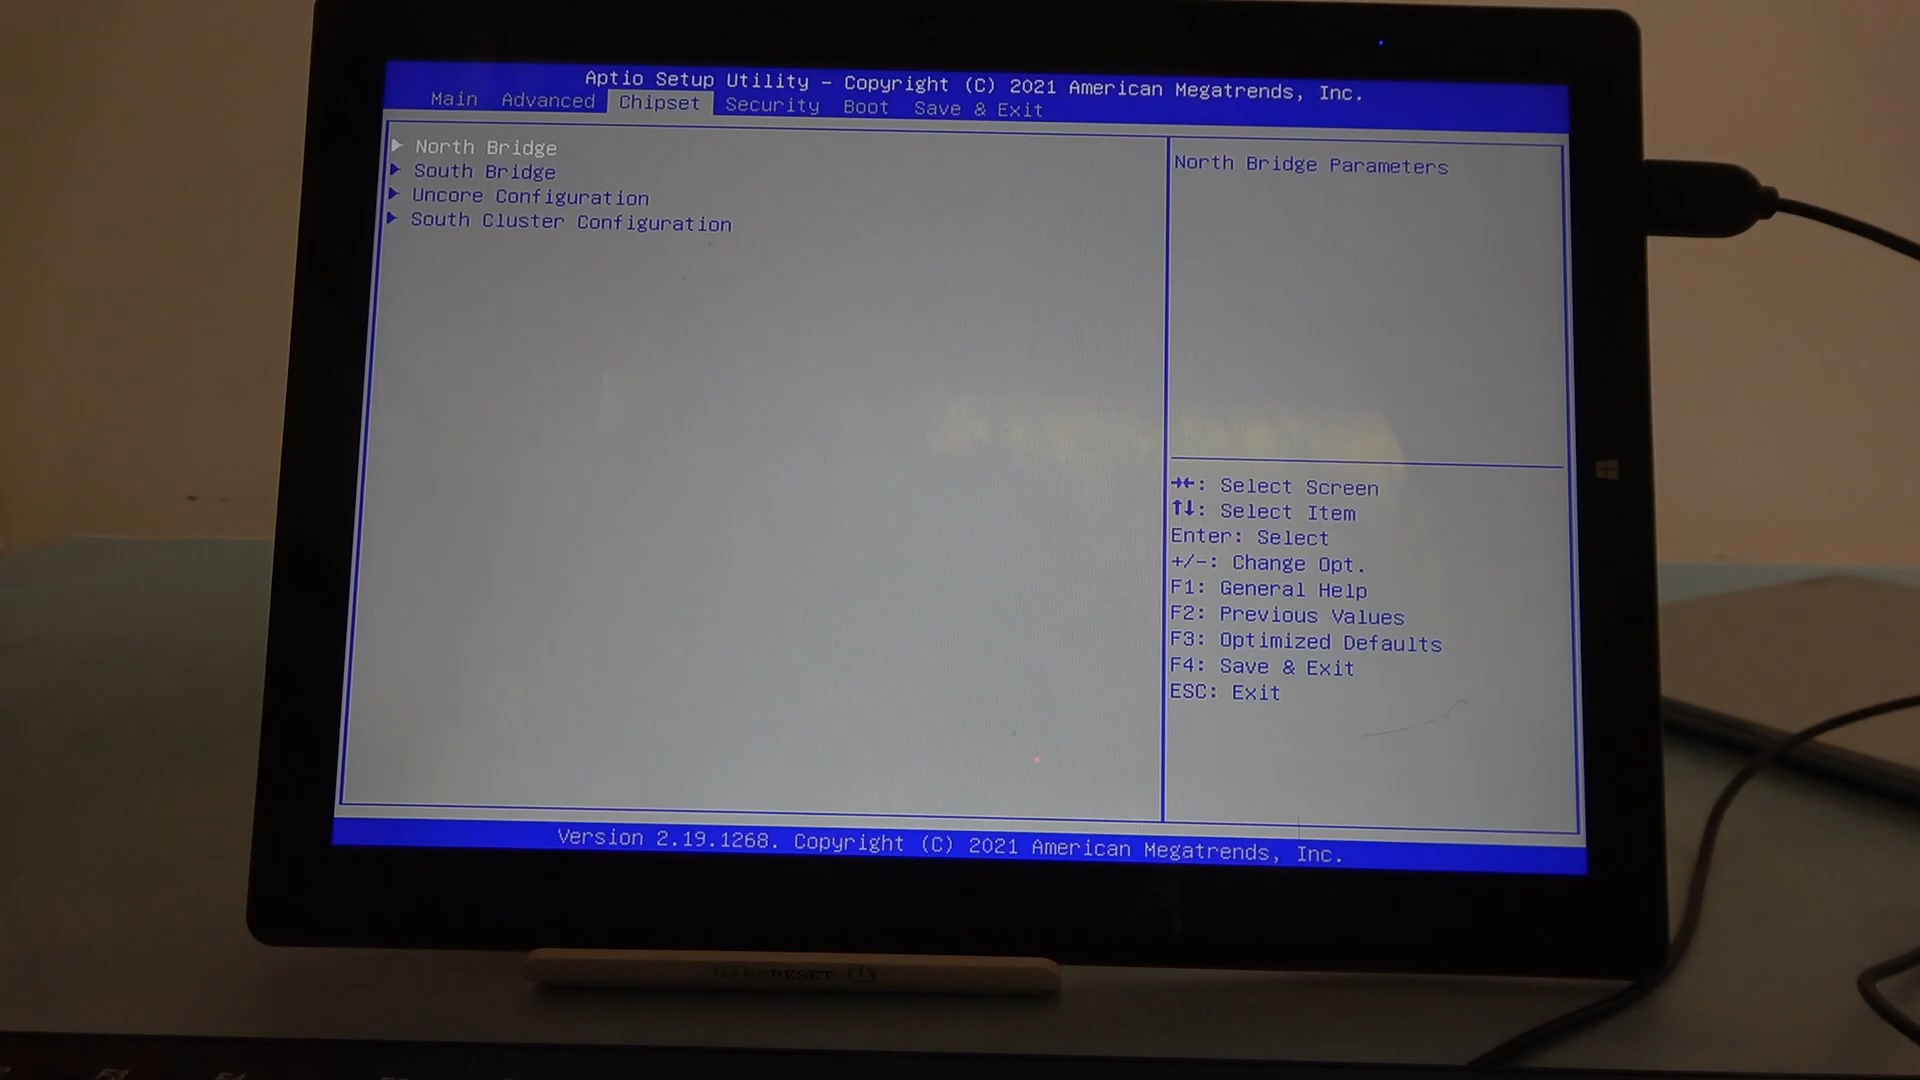 Aptio Setup Utility – Copyright (C) 2021 American Megatrends, Inc.
Main Advanced Chipset Security Boot Save & Exit
North Bridge
South Bridge
Uncore Configuration
South Cluster Configuration
North Bridge Parameters
→←: Select Screen
↑↓: Select Item
Enter: Select
+/-: Change Opt.
F1: General Help
F2: Previous Values
F3: Optimized Defaults
F4: Save & Exit
ESC: Exit
Version 2.19.1268. Copyright (C) 2021 American Megatrends, Inc.
HARDRESET
F3